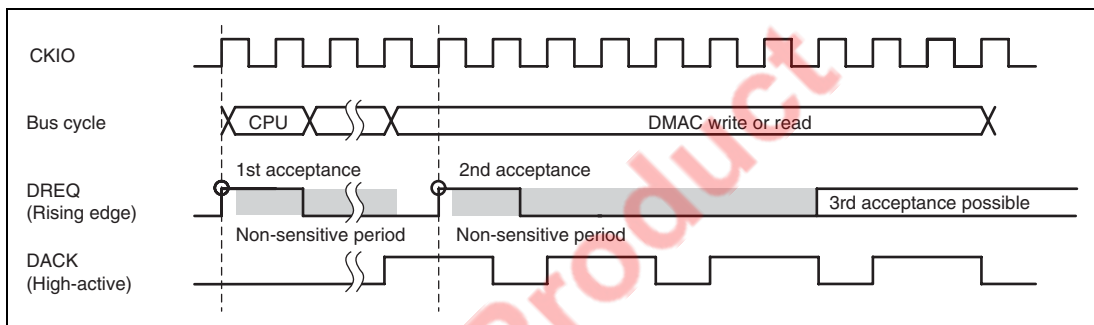 CKIO
Bus cycle
CPU
DMAC write or read
1st acceptance
2nd acceptance
DREQ
(Rising edge)
3rd acceptance possible
Non-sensitive period
Non-sensitive period
DACK
(High-active)
Product